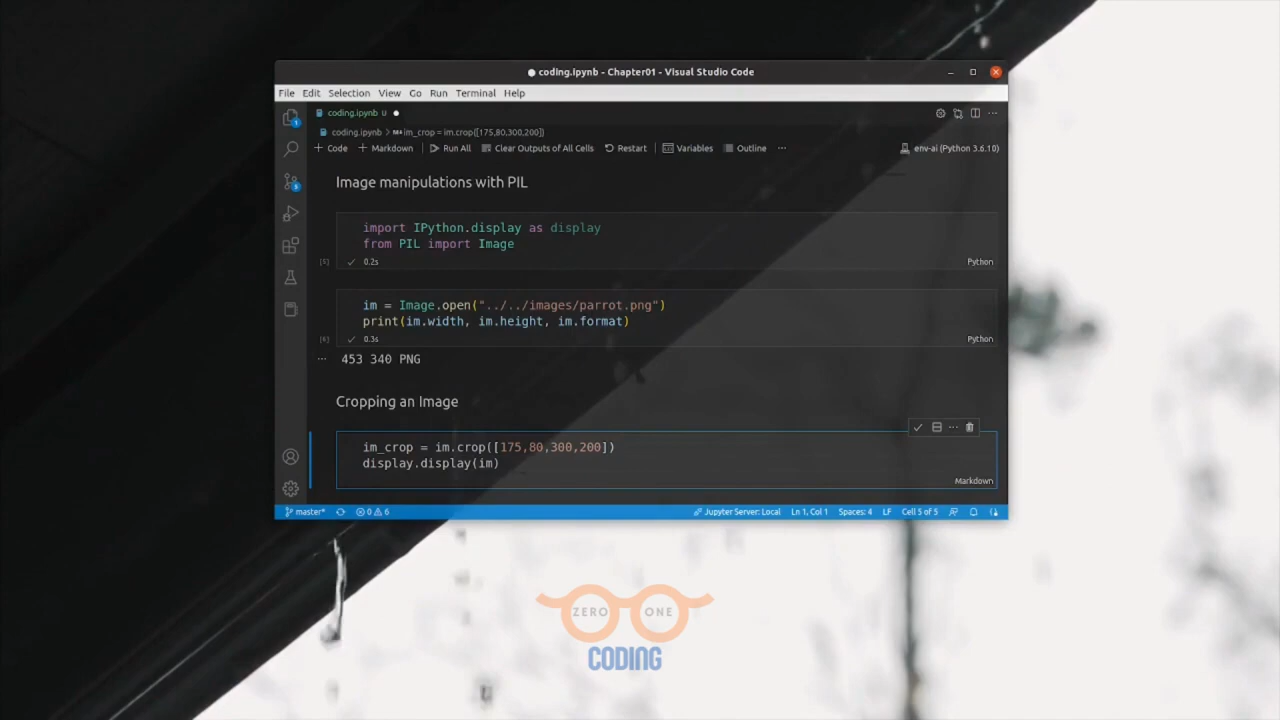 coding.ipynb - Chapter01 - Visual Studio Code
File Edit Selection View Go Run Terminal Help
coding.ipynb U
coding.ipynb > M↓im_crop = im.crop([175,80,300,200])
+ Code + Markdown Run All Clear Outputs of All Cells Restart Variables Outline ··· env-ai (Python 3.6.10)
Image manipulations with PIL
import IPython.display as display
from PIL import Image
[5] ✓ 0.2s Python
im = Image.open("../../images/parrot.png")
print(im.width, im.height, im.format)
[6] ✓ 0.3s Python
··· 453 340 PNG
Cropping an Image
im_crop = im.crop([175,80,300,200])
display.display(im)
Markdown
master* 0 6 Jupyter Server: Local Ln 1, Col 1 Spaces: 4 LF Cell 5 of 5
ZERO ONE
CODING